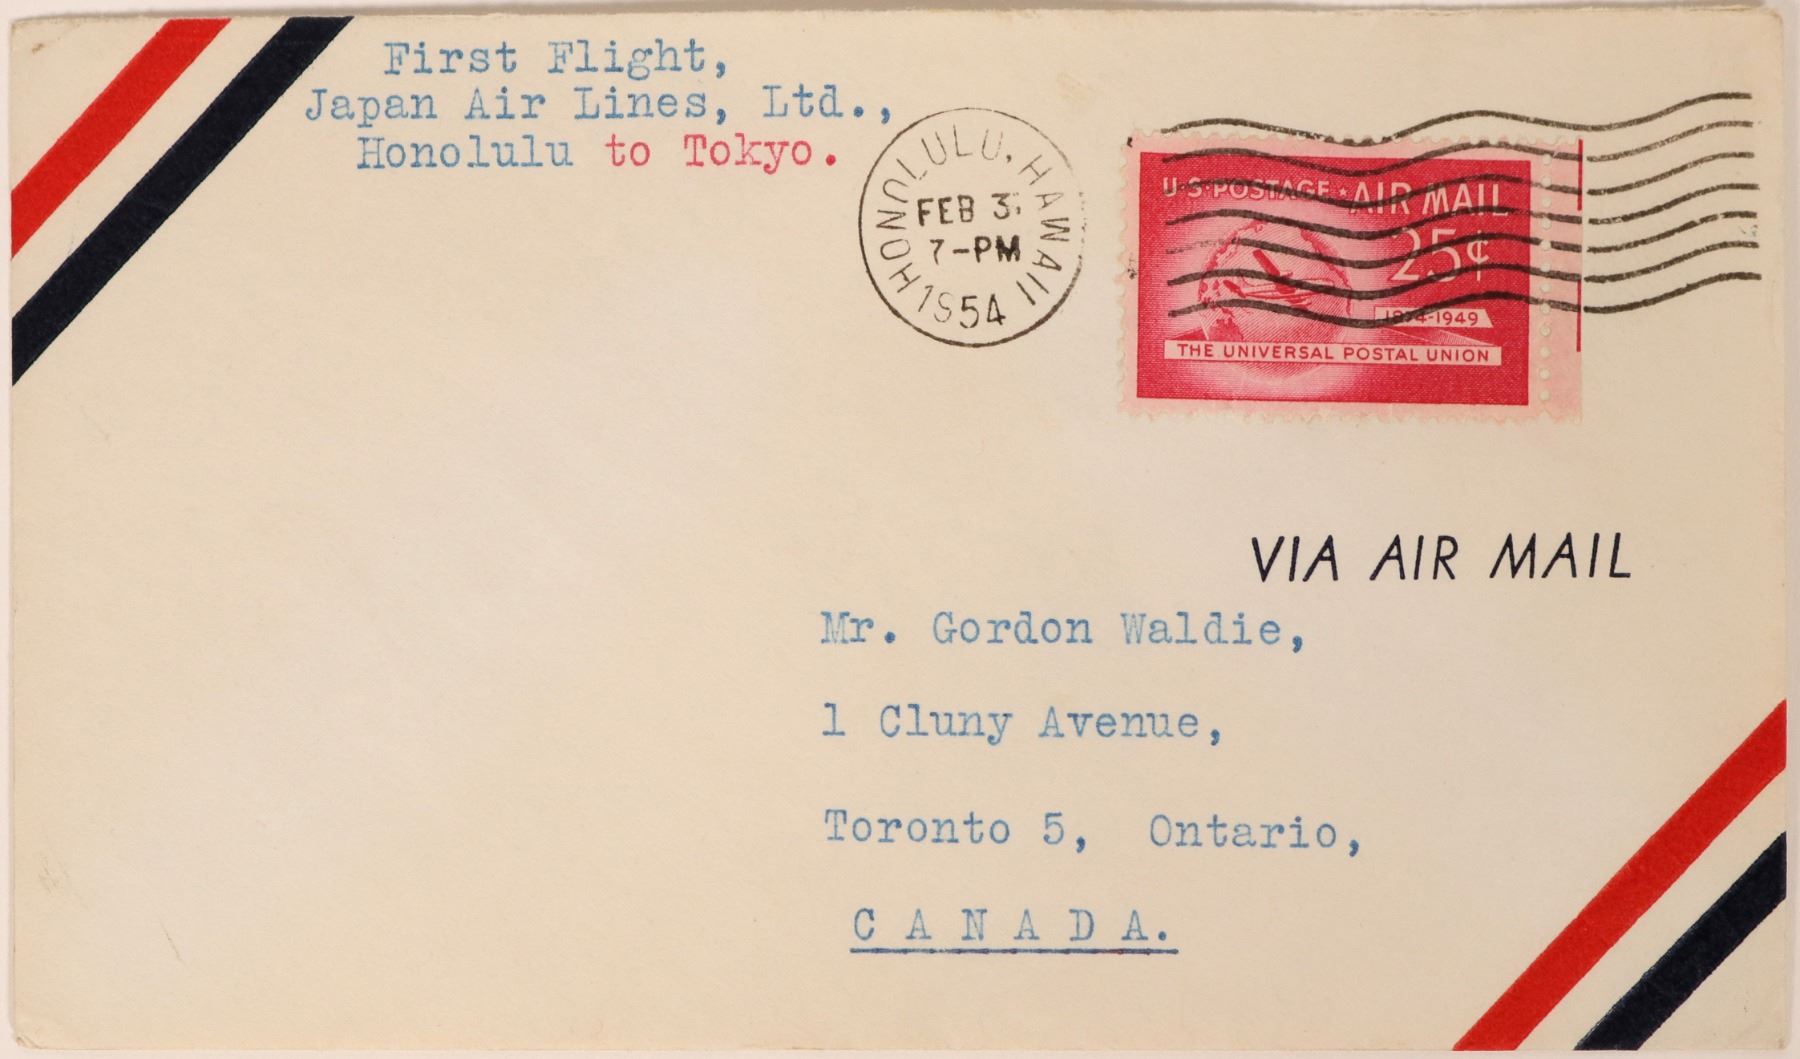 First Flight,
Japan Air Lines, Ltd.,
Honolulu to Tokyo.
HONOLULU, HAWAII
FEB 3
7-PM
1954
U·S·POSTAGE · AIR MAIL
25¢
1874-1949
THE UNIVERSAL POSTAL UNION
VIA AIR MAIL
Mr. Gordon Waldie,
1 Cluny Avenue,
Toronto 5, Ontario,
C A N A D A.